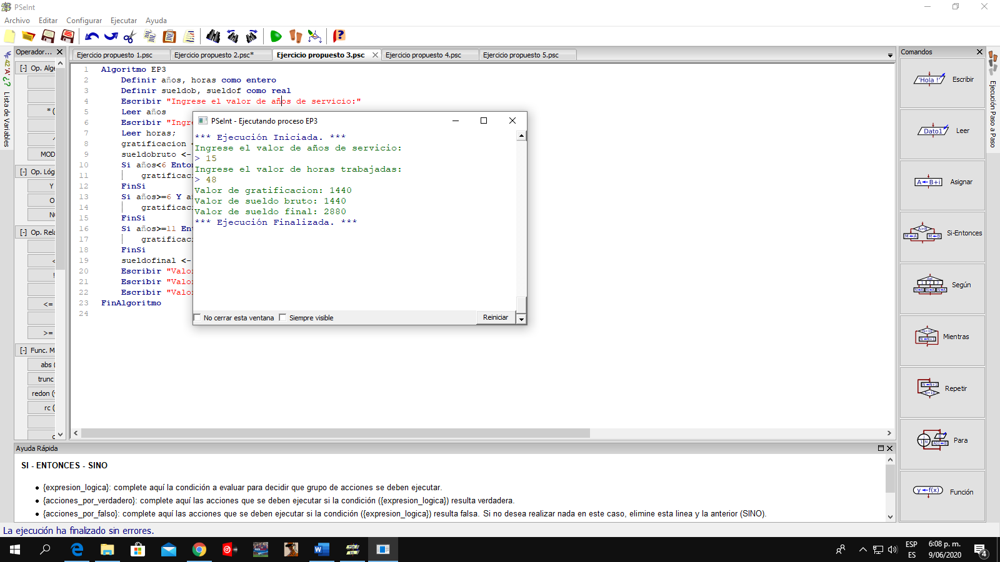 PSeInt
Archivo Editar Configurar Ejecutar Ayuda
Operador...
Ejercicio propuesto 1.psc Ejercicio propuesto 2.psc* Ejercicio propuesto 3.psc Ejercicio propuesto 4.psc Ejercicio propuesto 5.psc
Comandos
Lista de Variables
[-] Op. Alge
* (
MOD
[-] Op. Lóg
Y
O
[-] Op. Rela
<
!
<=
>=
[-] Func. M
abs (
trunc
redon (
rc (
1 Algoritmo EP3
2 Definir años, horas como entero
3 Definir sueldob, sueldof como real
4 Escribir "Ingrese el valor de años de servicio:"
5 Leer años
6 Escribir "Ingre
7 Leer horas;
8 gratificacion <
9 sueldobruto <-
10 Si años<6 Enton
11 gratificac
12 FinSi
13 Si años>=6 Y a
14 gratificac
15 FinSi
16 Si años>=11 Ent
17 gratificac
18 FinSi
19 sueldofinal <-
20 Escribir "Valor
21 Escribir "Valor
22 Escribir "Valor
23 FinAlgoritmo
24
PSeInt - Ejecutando proceso EP3
*** Ejecución Iniciada. ***
Ingrese el valor de años de servicio:
> 15
Ingrese el valor de horas trabajadas:
> 48
Valor de gratificacion: 1440
Valor de sueldo bruto: 1440
Valor de sueldo final: 2880
*** Ejecución Finalizada. ***
No cerrar esta ventana Siempre visible Reiniciar
'Hola !' Escribir
Dato1 Leer
A←B+i Asignar
A>B M←A M←B Si-Entonces
Según
Mientras
Repetir
Para
y←f(x) Función
Ejecución Paso a Paso
Ayuda Rápida
SI - ENTONCES - SINO
• {expresion_logica}: complete aquí la condición a evaluar para decidir que grupo de acciones se deben ejecutar.
• {acciones_por_verdadero}: complete aquí las acciones que se deben ejecutar si la condición ({expresion_logica}) resulta verdadera.
• {acciones_por_falso}: complete aquí las acciones que se deben ejecutar si la condición ({expresion_logica}) resulta falsa. Si no desea realizar nada en este caso, elimine esta linea y la anterior (SINO).
La ejecución ha finalizado sin errores.
ESP 6:08 p. m.
ES 9/06/2020
4